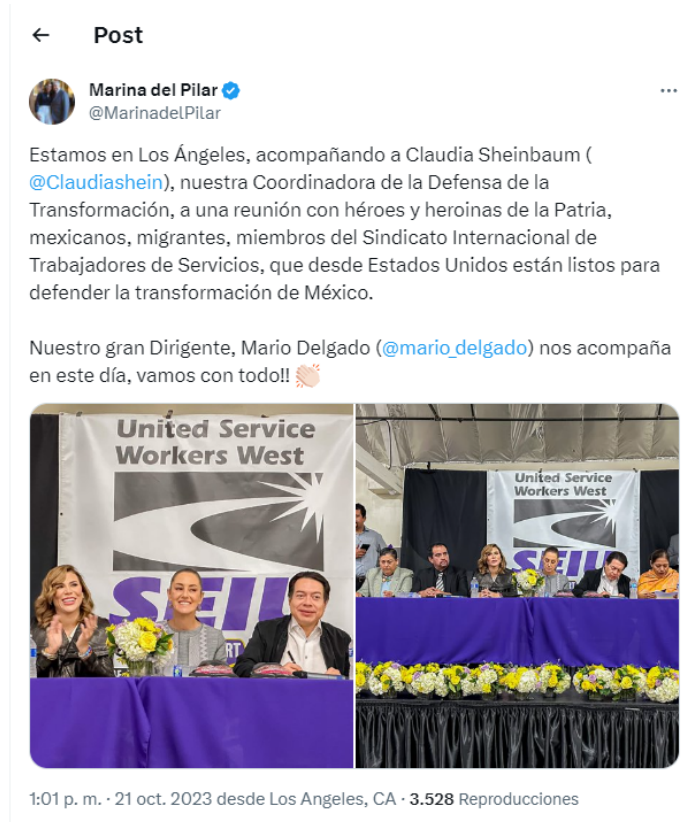 Post
Marina del Pilar
@MarinadelPilar
Estamos en Los Ángeles, acompañando a Claudia Sheinbaum (
@Claudiashein), nuestra Coordinadora de la Defensa de la
Transformación, a una reunión con héroes y heroinas de la Patria,
mexicanos, migrantes, miembros del Sindicato Internacional de
Trabajadores de Servicios, que desde Estados Unidos están listos para
defender la transformación de México.
Nuestro gran Dirigente, Mario Delgado (@mario_delgado) nos acompaña
en este día, vamos con todo!!
United Service
Workers West
SEIU
RT
United Service
Workers West
SEIU
1:01 p. m. · 21 oct. 2023 desde Los Angeles, CA · 3.528 Reproducciones